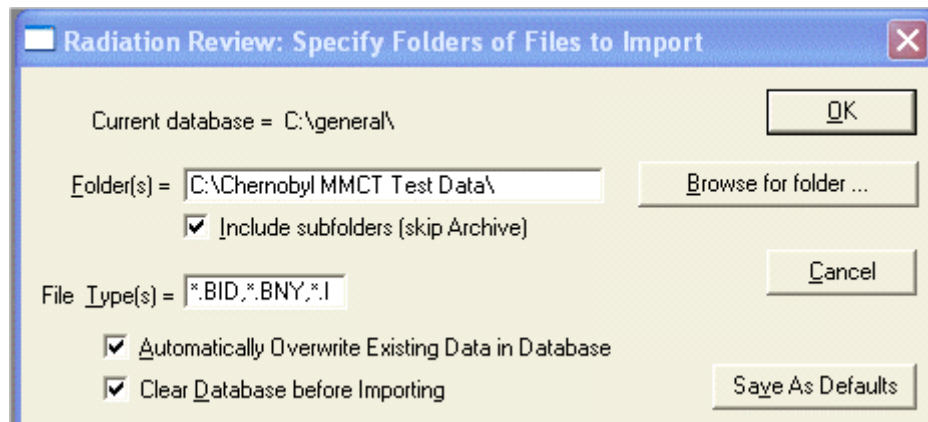 Radiation Review: Specify Folders of Files to Import
Current database = C:\general\
OK
Folder(s) = C:\Chernobyl MMCT Test Data\
Browse for folder ...
Include subfolders (skip Archive)
Cancel
File Type(s) = *.BID,*.BNY,*.I
Automatically Overwrite Existing Data in Database
Clear Database before Importing
Save As Defaults